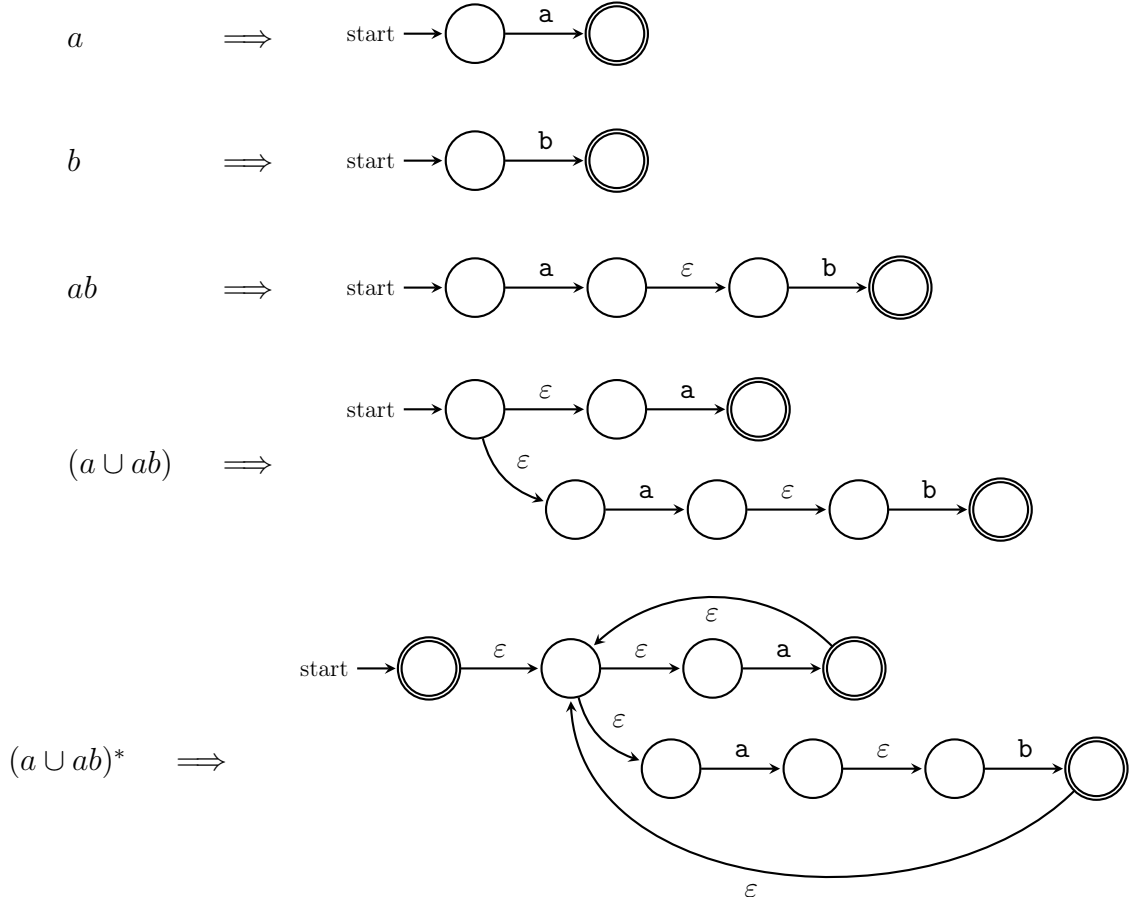 a ⟹ start a
b ⟹ start b
ab ⟹ start a ε b
start ε a
(a ∪ ab) ⟹ ε
a ε b
ε
start ε ε a
ε
(a ∪ ab)* ⟹ a ε b
ε